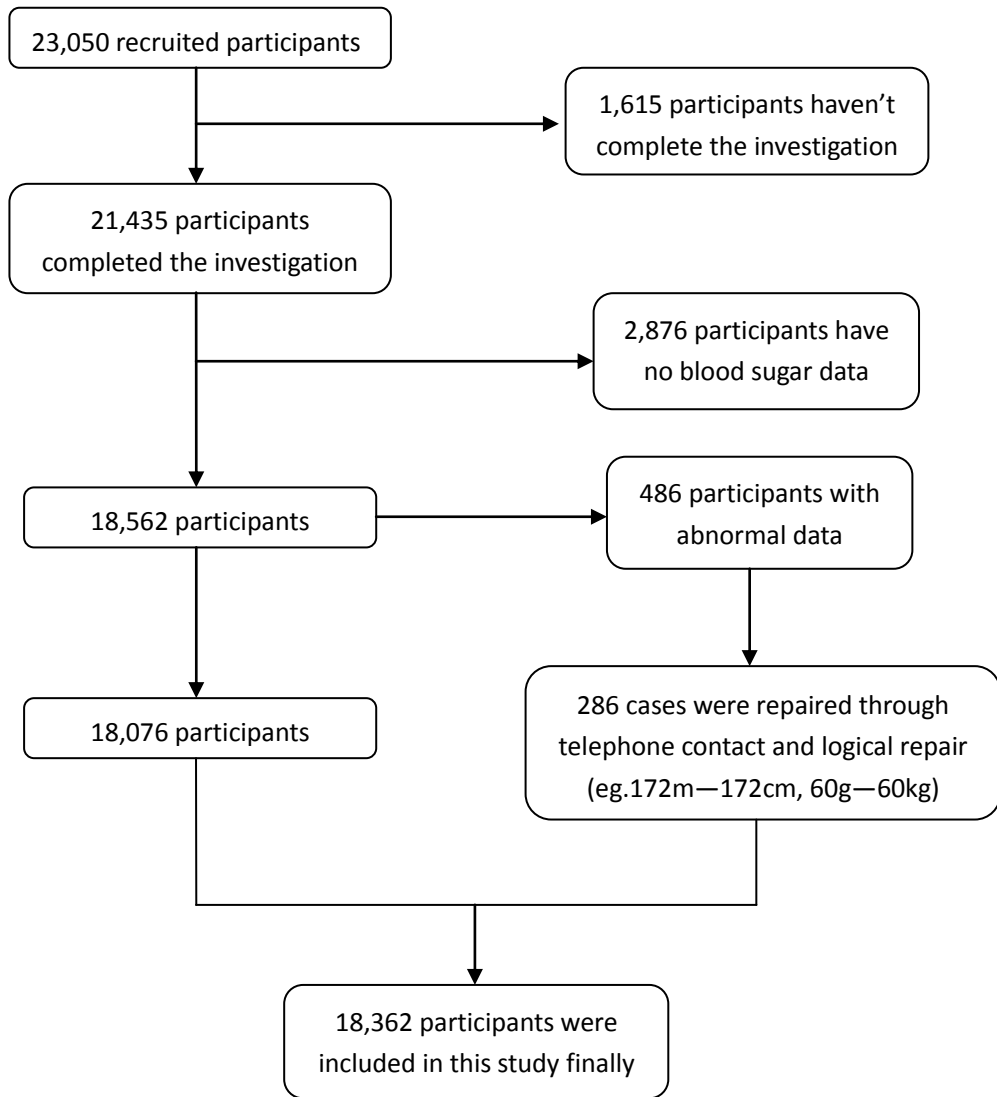 23,050 recruited participants
1,615 participants haven’t
complete the investigation
21,435 participants
completed the investigation
2,876 participants have
no blood sugar data
18,562 participants
486 participants with
abnormal data
18,076 participants
286 cases were repaired through
telephone contact and logical repair
(eg.172m—172cm, 60g—60kg)
18,362 participants were
included in this study finally